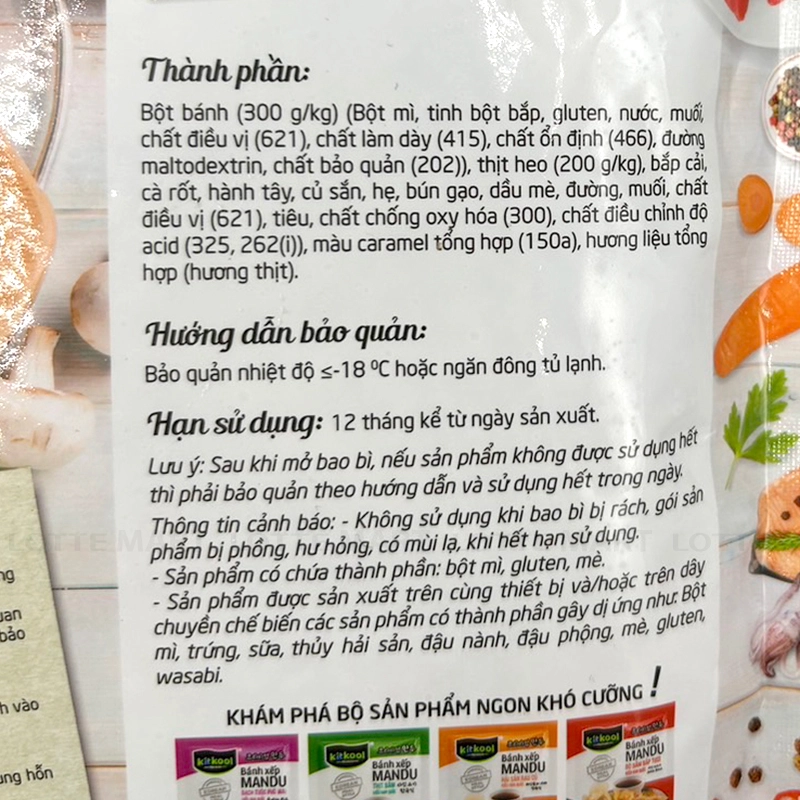 Thành phần:
Bột bánh (300 g/kg) (Bột mì, tinh bột bắp, gluten, nước, muối,
chất điều vị (621), chất làm dày (415), chất ổn định (466), đường
maltodextrin, chất bảo quản (202)), thịt heo (200 g/kg), bắp cải,
cà rốt, hành tây, củ sắn, hẹ, bún gạo, dầu mè, đường, muối, chất
điều vị (621), tiêu, chất chống oxy hóa (300), chất điều chỉnh độ
acid (325, 262(i)), màu caramel tổng hợp (150a), hương liệu tổng
hợp (hương thịt).
Hướng dẫn bảo quản:
Bảo quản nhiệt độ ≤-18 ºC hoặc ngăn đông tủ lạnh.
Hạn sử dụng: 12 tháng kể từ ngày sản xuất.
Lưu ý: Sau khi mở bao bì, nếu sản phẩm không được sử dụng hết
thì phải bảo quản theo hướng dẫn và sử dụng hết trong ngày.
Thông tin cảnh báo: - Không sử dụng khi bao bì bị rách, gói sản
phẩm bị phồng, hư hỏng, có mùi lạ, khi hết hạn sử dụng.
- Sản phẩm có chứa thành phần: bột mì, gluten, mè.
- Sản phẩm được sản xuất trên cùng thiết bị và/hoặc trên dây
chuyền chế biến các sản phẩm có thành phần gây dị ứng như: Bột
mì, trứng, sữa, thủy hải sản, đậu nành, đậu phộng, mè, gluten,
wasabi.
KHÁM PHÁ BỘ SẢN PHẨM NGON KHÓ CƯỠNG !
kitkool kitkool kitkool kitkool
Bánh xếp Bánh xếp Bánh xếp Bánh xếp
MANDU MANDU MANDU MANDU
LOTTE MART LOTTE
bảo
h vào
ung hỗn